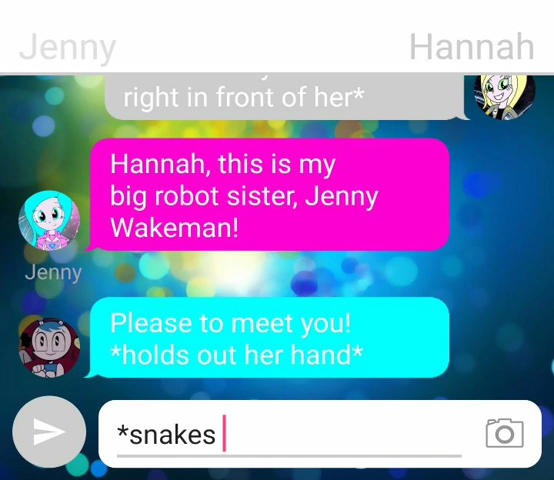 Jenny
Hannah
right in front of her*
Hannah, this is my
big robot sister, Jenny
Wakeman!
Jenny
Please to meet you!
*holds out her hand*
*snakes